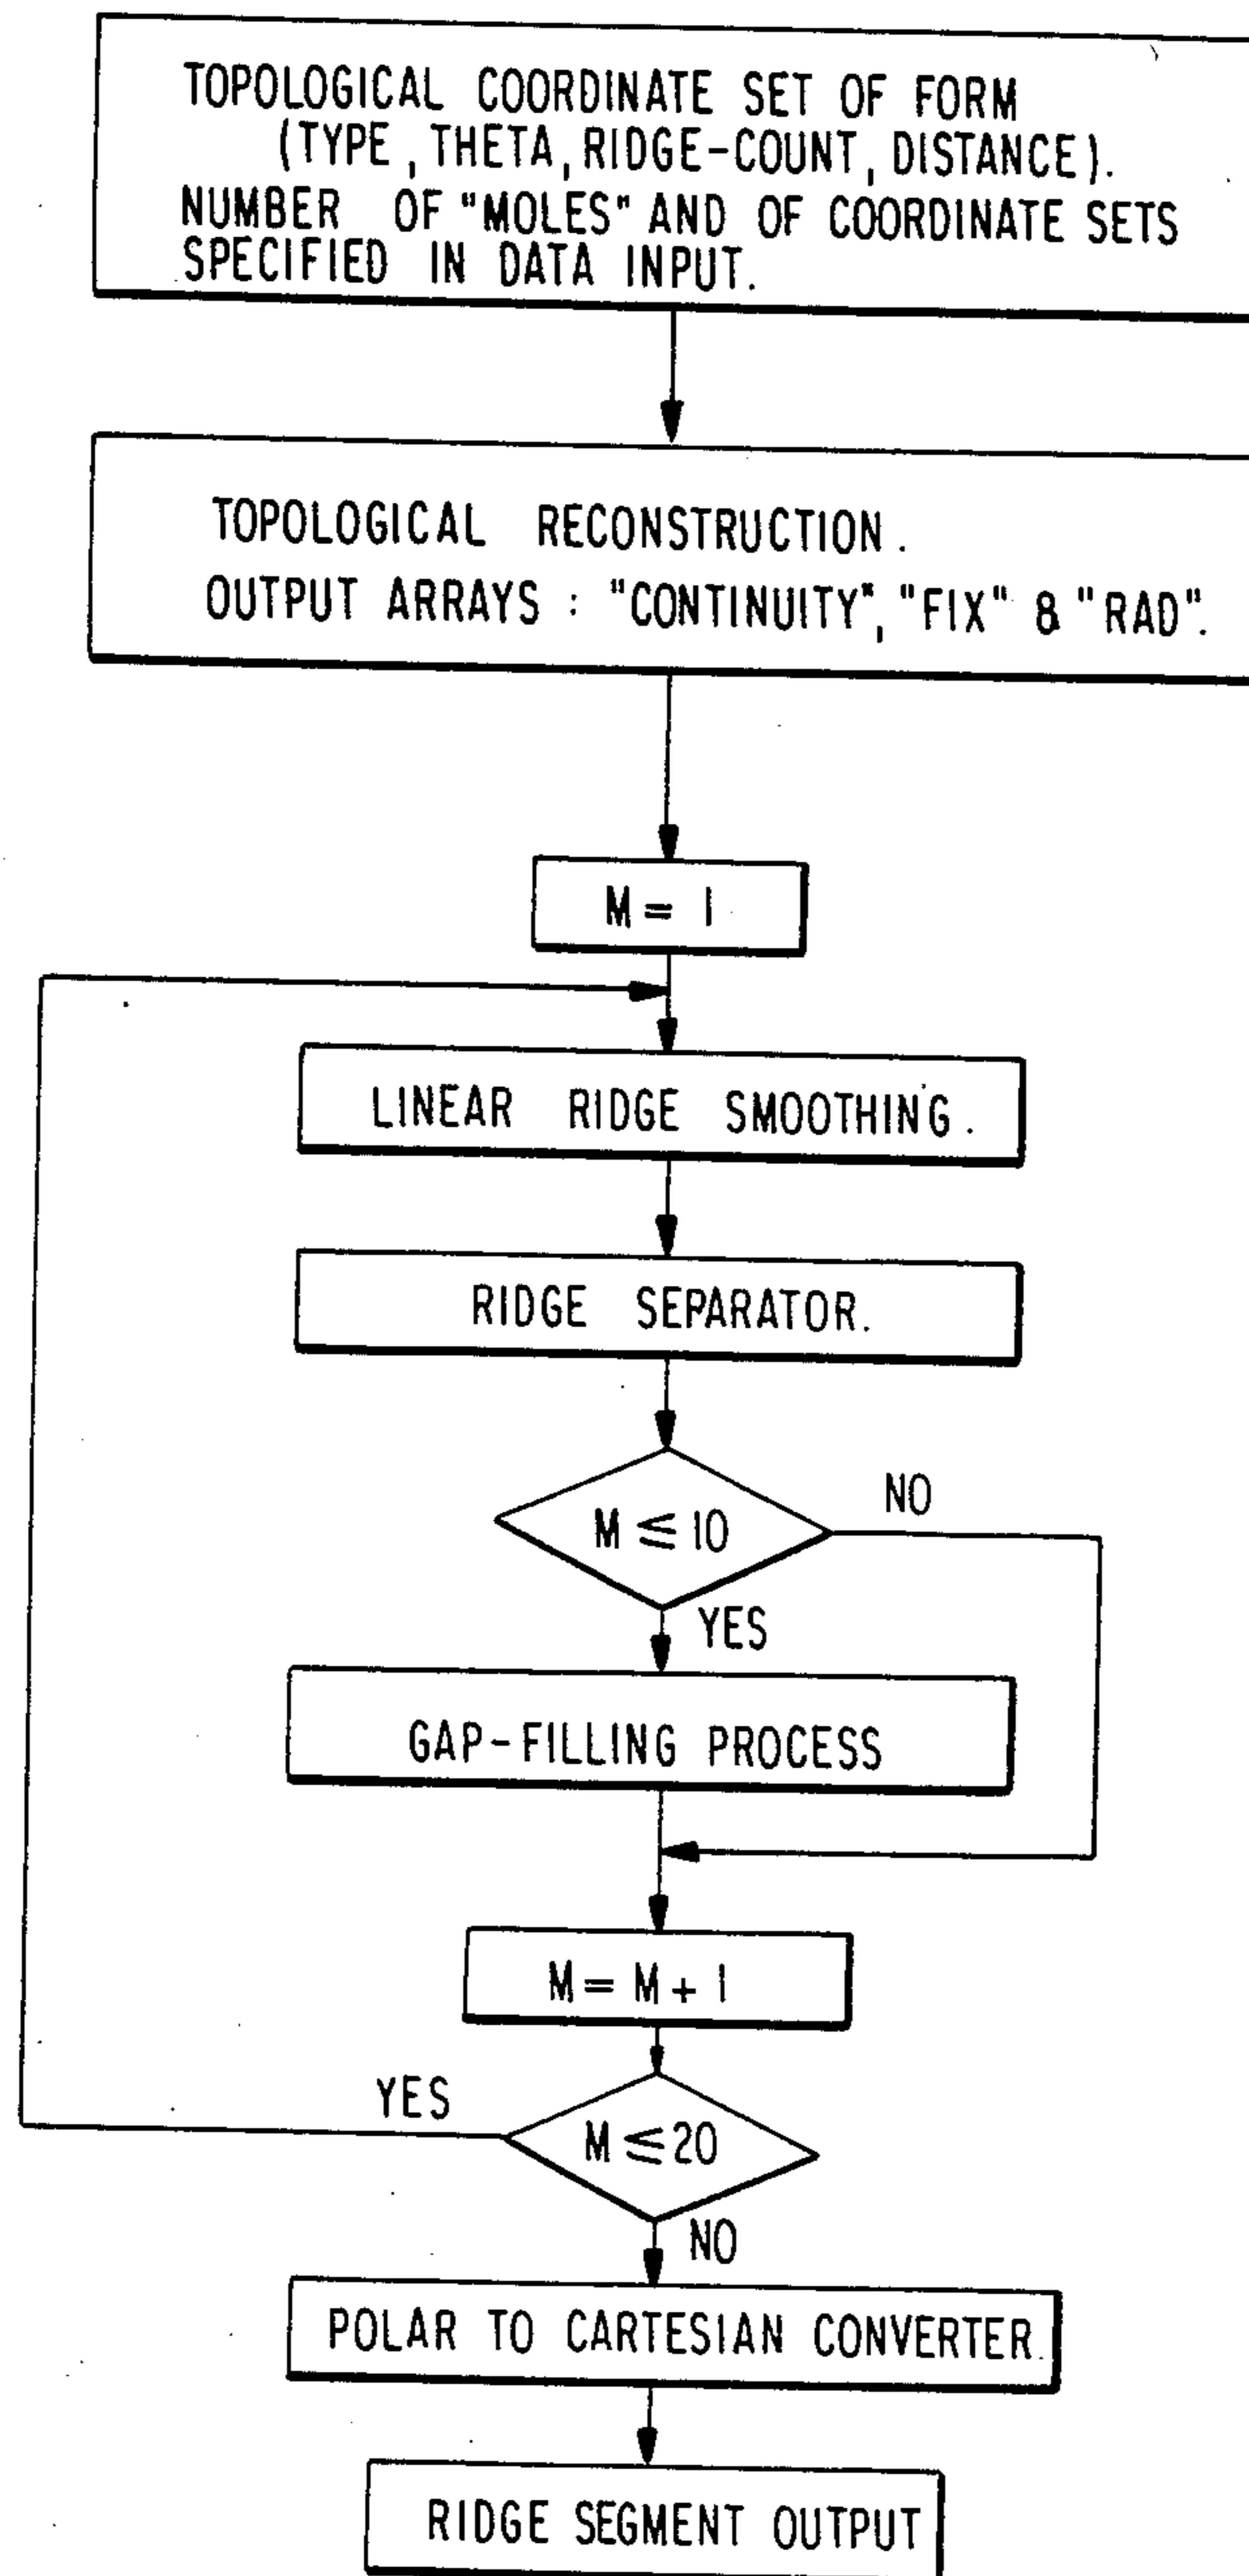 TOPOLOGICAL COORDINATE SET OF FORM
(TYPE, THETA, RIDGE-COUNT, DISTANCE).
NUMBER OF "MOLES" AND OF COORDINATE SETS
SPECIFIED IN DATA INPUT.
TOPOLOGICAL RECONSTRUCTION.
OUTPUT ARRAYS : "CONTINUITY", "FIX" & "RAD".
M = 1
LINEAR RIDGE SMOOTHING.
RIDGE SEPARATOR.
M ≤ 10
NO
YES
GAP-FILLING PROCESS
M = M + 1
YES
M ≤ 20
NO
POLAR TO CARTESIAN CONVERTER.
RIDGE SEGMENT OUTPUT